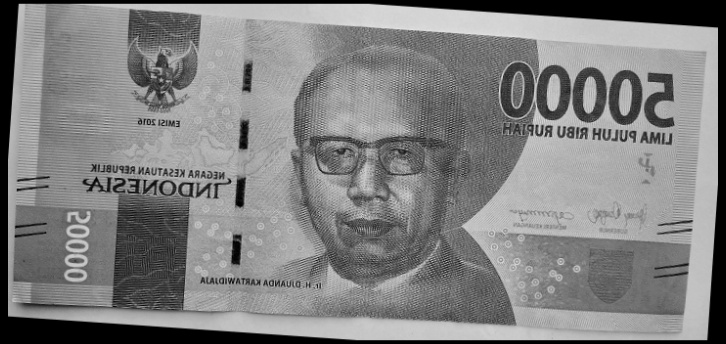 50000
LIMA PULUH RIBU RUPIAH
EMISI 2016
NEGARA KESATUAN REPUBLIK
INDONESIA
50000
Ir. H. DJUANDA KARTAWIDJAJA
GUBERNUR
MENTERI KEUANGAN